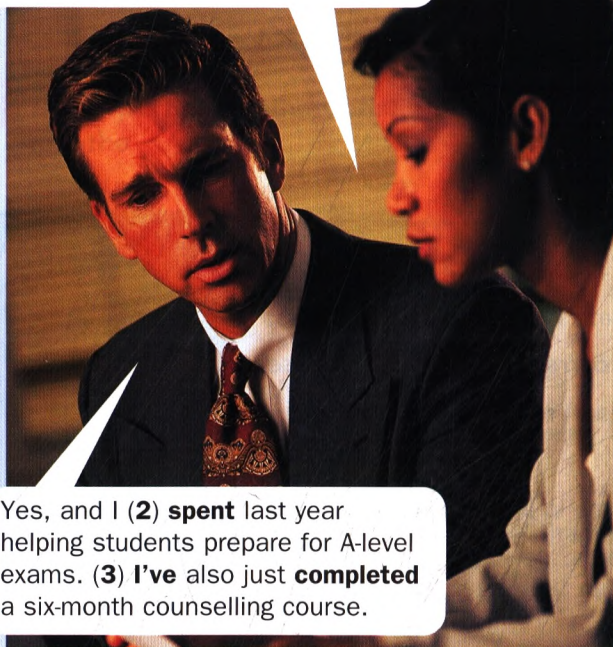 Yes, and I (2) spent last year
helping students prepare for A-level
exams. (3) I've also just completed
a six-month counselling course.